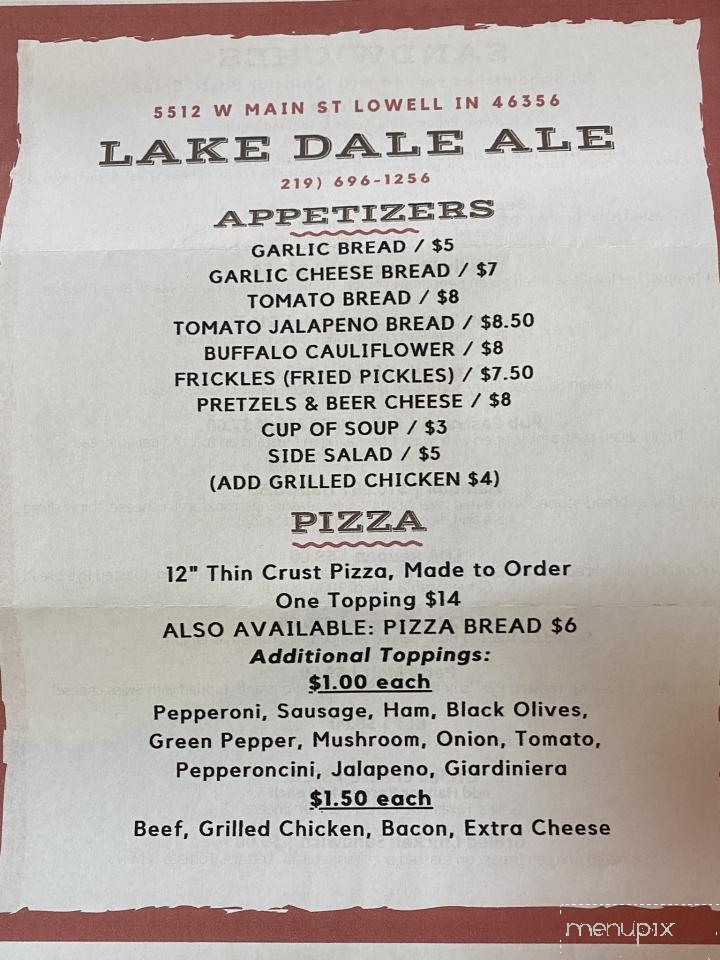 SANDWICHES
5512 W MAIN ST LOWELL IN 46356
LAKE DALE ALE
219) 696-1256
APPETIZERS
GARLIC BREAD / $5
GARLIC CHEESE BREAD / $7
TOMATO BREAD / $8
TOMATO JALAPENO BREAD / $8.50
BUFFALO CAULIFLOWER / $8
FRICKLES (FRIED PICKLES) / $7.50
PRETZELS & BEER CHEESE / $8
CUP OF SOUP / $3
SIDE SALAD / $5
(ADD GRILLED CHICKEN $4)
PIZZA
12" Thin Crust Pizza, Made to Order
One Topping $14
ALSO AVAILABLE: PIZZA BREAD $6
Additional Toppings:
$1.00 each
Pepperoni, Sausage, Ham, Black Olives,
Green Pepper, Mushroom, Onion, Tomato,
Pepperoncini, Jalapeno, Giardiniera
$1.50 each
Beef, Grilled Chicken, Bacon, Extra Cheese
menupix